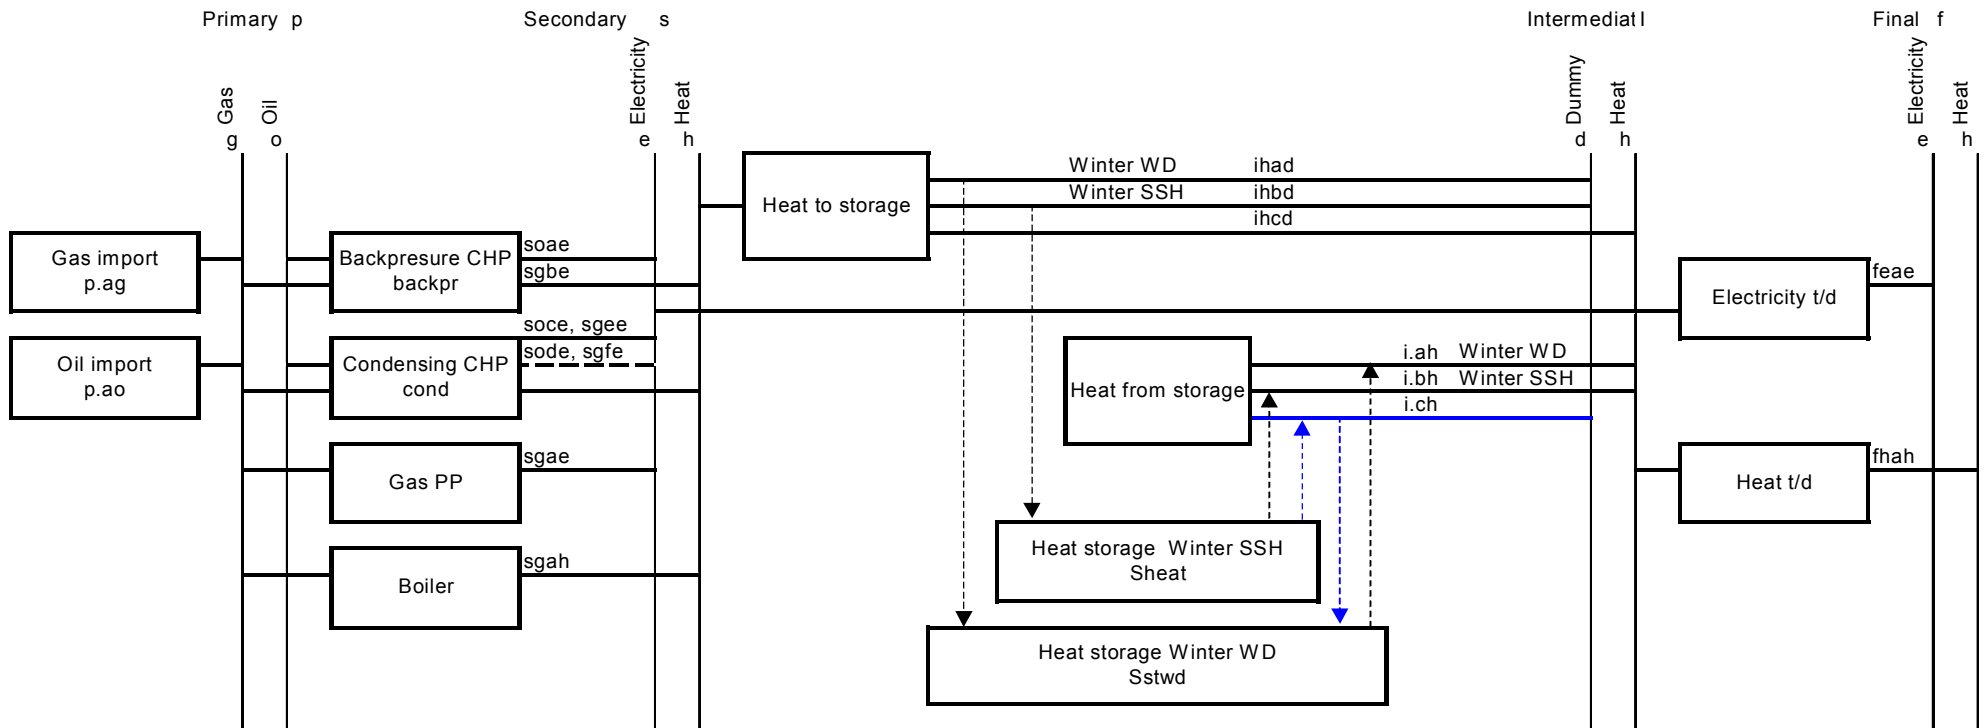 Primary p
Secondary s
Intermediat I
Final f
Gas
g
Oil
o
Electricity
e
Heat
h
Dummy
d
Heat
h
Electricity
e
Heat
h
Winter WD ihad
Winter SSH ihbd
ihcd
Heat to storage
Gas import
p.ag
Backpresure CHP
backpr
soae
sgbe
Electricity t/d
feae
Oil import
p.ao
Condensing CHP
cond
soce, sgee
sode, sgfe
Heat from storage
i.ah Winter WD
i.bh Winter SSH
i.ch
Gas PP
sgae
Heat t/d
fhah
Heat storage Winter SSH
Sheat
Boiler
sgah
Heat storage Winter WD
Sstwd